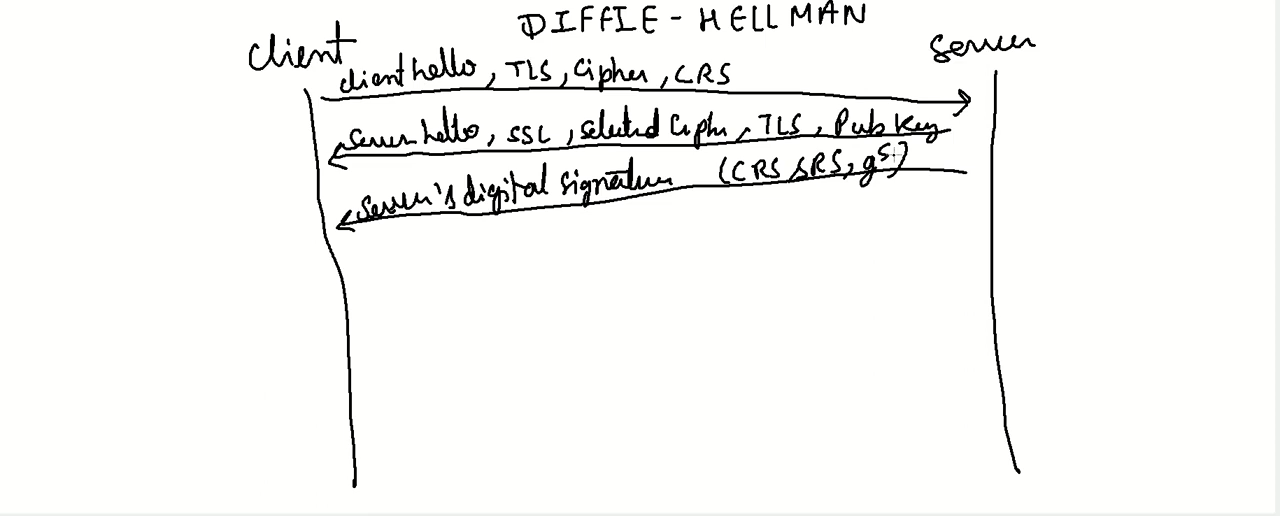 DIFFIE - HELLMAN
client
server
client hello, TLS, Cipher, CRS
server hello, SSL, selected Cipher, TLS, Pub Key
Server's digital signature (CRS, SRS, gˢ)